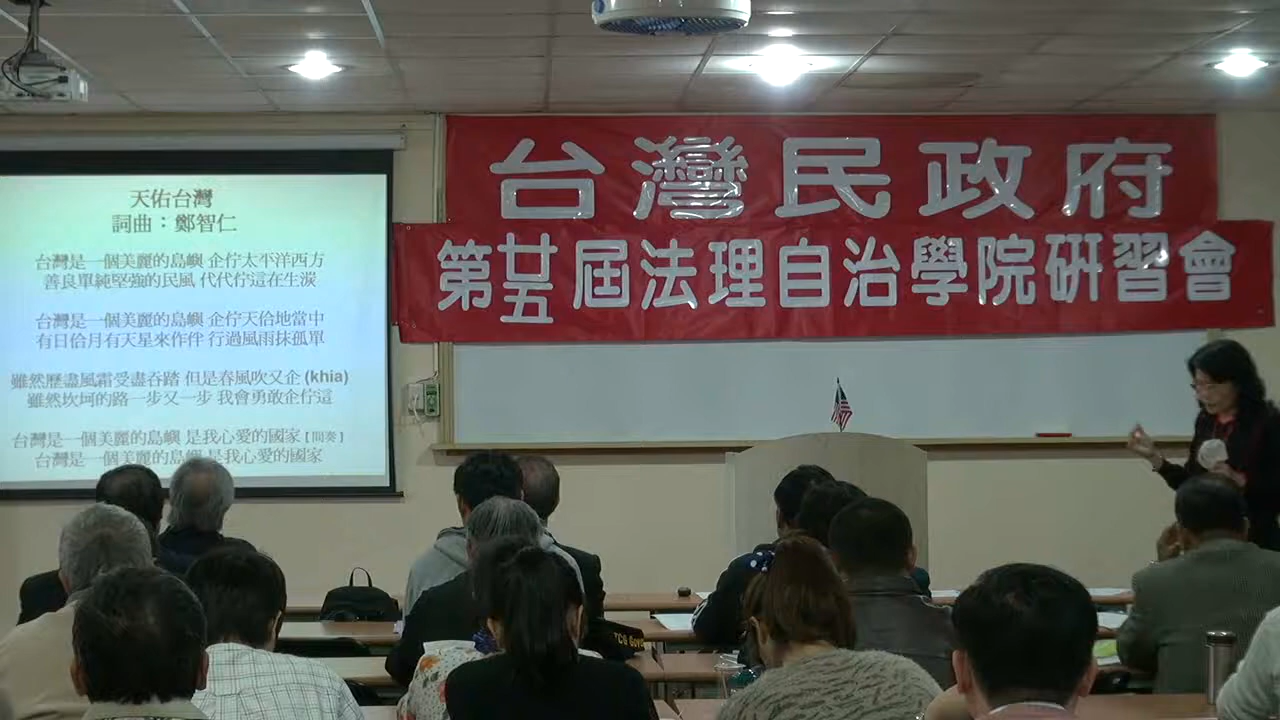 台灣民政府
第廿五屆法理自治學院研習會
天佑台灣
詞曲：鄭智仁
台灣是一個美麗的島嶼 企佇太平洋西方
善良單純堅強的民風 代代佇這在生湠
台灣是一個美麗的島嶼 企佇天佮地當中
有日佮月有天星來作伴 行過風雨抹孤單
雖然歷盡風霜受盡吞踏 但是春風吹又企 (khia)
雖然坎坷的路一步又一步 我會勇敢企佇這
台灣是一個美麗的島嶼 是我心愛的國家 [間奏]
台灣是一個美麗的島嶼 是我心愛的國家
TCG Gov's